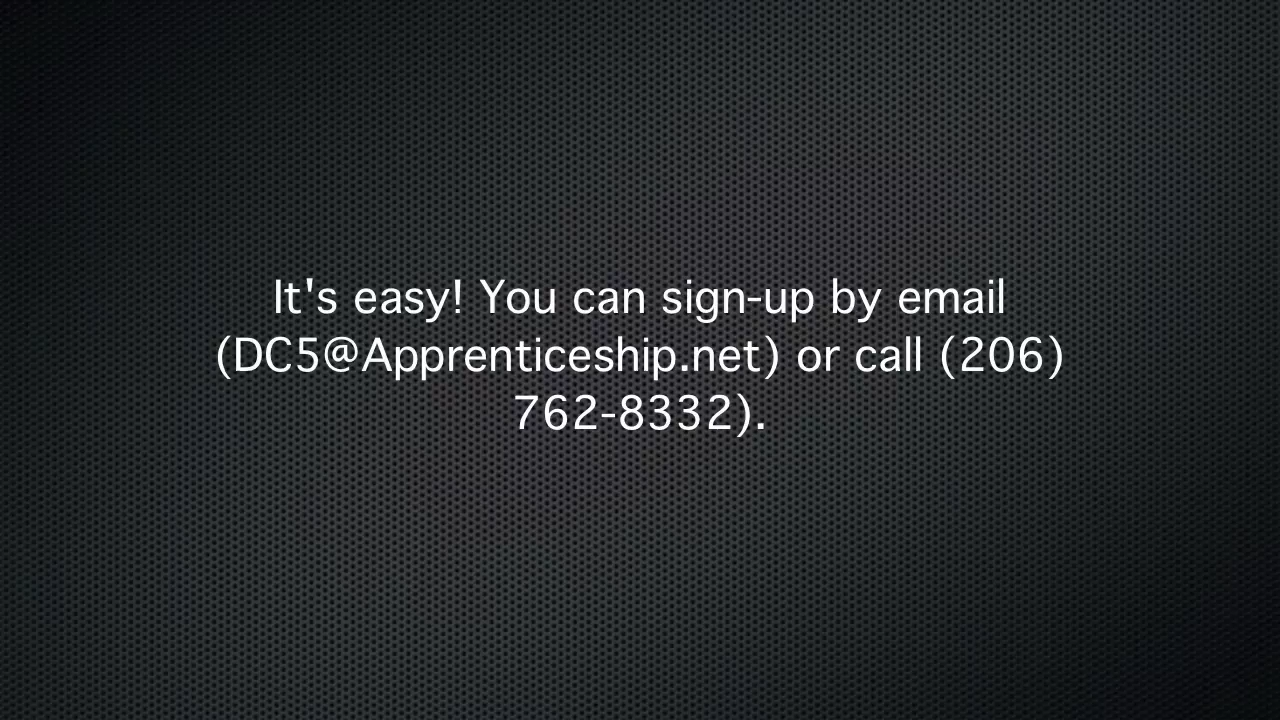 It's easy! You can sign-up by email
(DC5@Apprenticeship.net) or call (206)
762-8332).